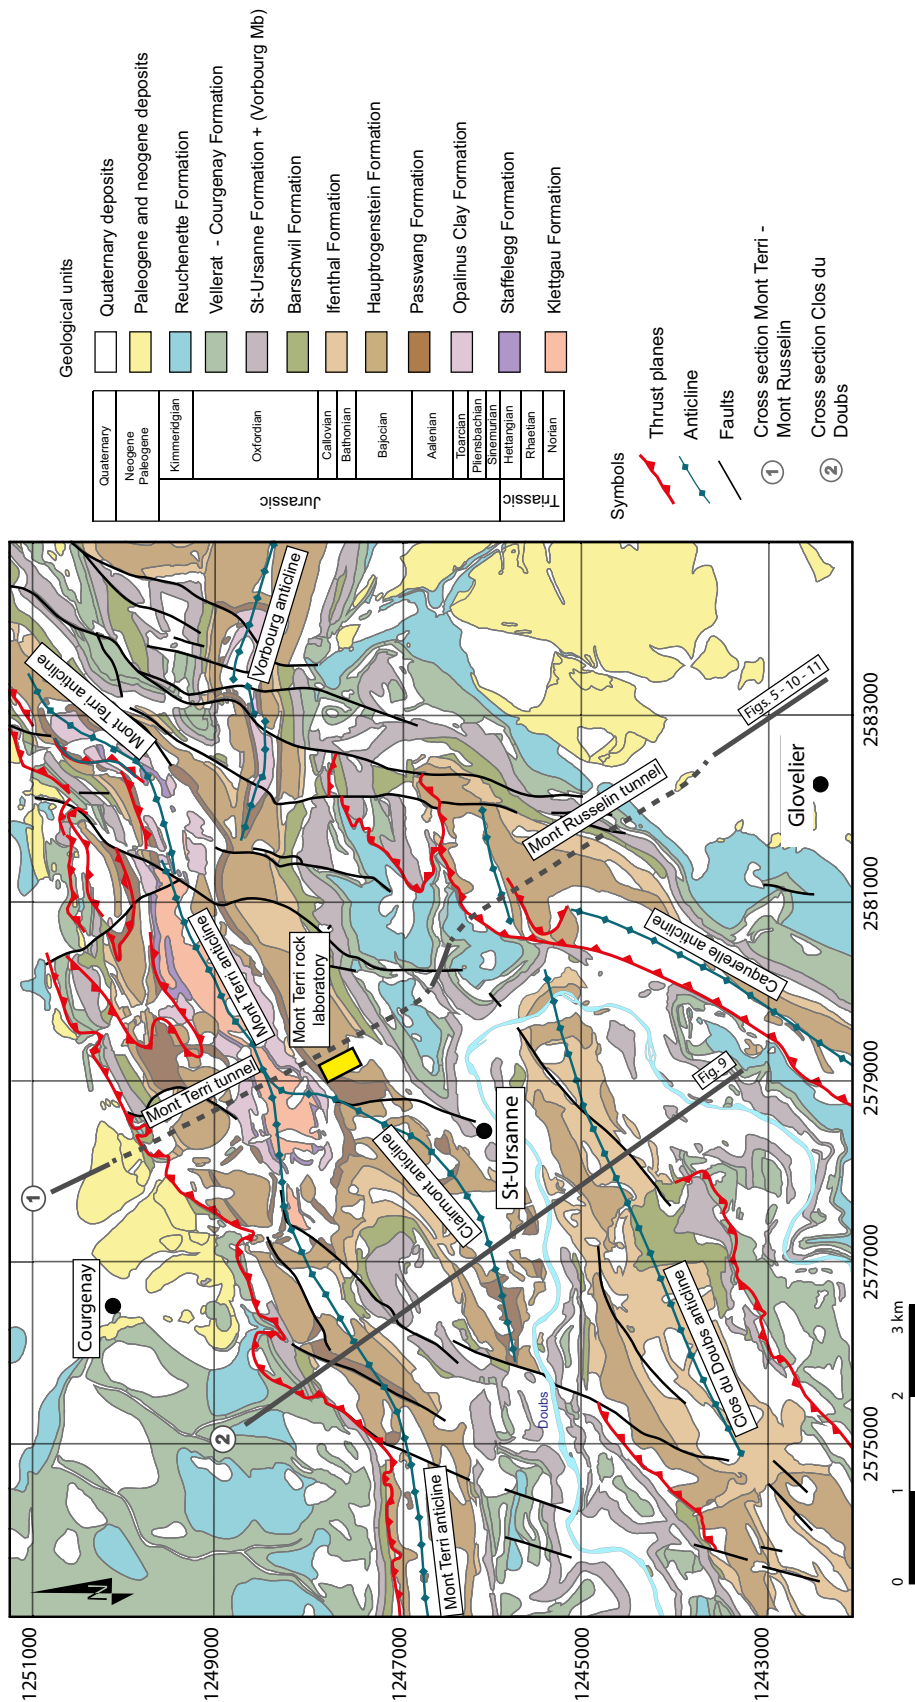 Geological units
Quaternary deposits
Paleogene and neogene deposits
Reuchenette Formation
Vellerat - Courgenay Formation
St-Ursanne Formation + (Vorbourg Mb)
Barschwil Formation
Ifenthal Formation
Hauptrogenstein Formation
Passwang Formation
Opalinus Clay Formation
Staffelegg Formation
Klettgau Formation
Quaternary
Neogene
Paleogene
Kimmeridgian
Oxfordian
Callovian
Bathonian
Bajocian
Aalenian
Toarcian
Pliensbachian
Sinemurian
Hettangian
Rhaetian
Norian
Jurassic
Triassic
Symbols
Thrust planes
Anticline
Faults
1
Cross section Mont Terri -
Mont Russelin
2
Cross section Clos du
Doubs
N
1251000
1249000
1247000
1245000
1243000
2575000
2577000
2579000
2581000
2583000
0
1
2
3 km
1
2
Courgenay
Mont Terri anticline
Vorbourg anticline
Mont Terri anticline
Mont Terri tunnel
Mont Terri rock
laboratory
Mont Terri anticline
Clairmont anticline
St-Ursanne
Doubs
Clos du Doubs anticline
Caquerelle anticline
Mont Russelin tunnel
Glovelier
Fig. 9
Figs. 5 - 10 - 11